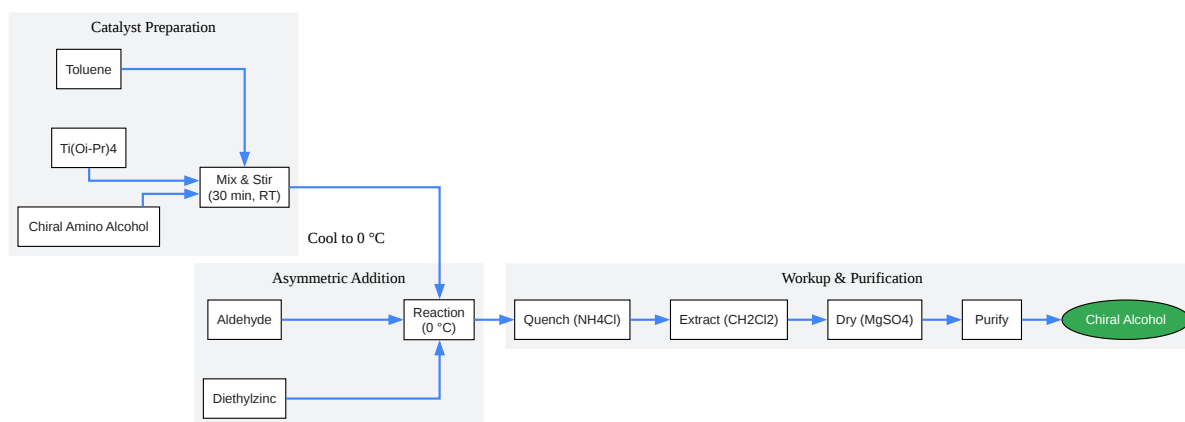 Catalyst Preparation
Toluene
Ti(Oi-Pr)4
Mix & Stir
(30 min, RT)
Chiral Amino Alcohol
Cool to 0 °C
Asymmetric Addition
Aldehyde
Reaction
(0 °C)
Diethylzinc
Workup & Purification
Quench (NH4Cl)
Extract (CH2Cl2)
Dry (MgSO4)
Purify
Chiral Alcohol